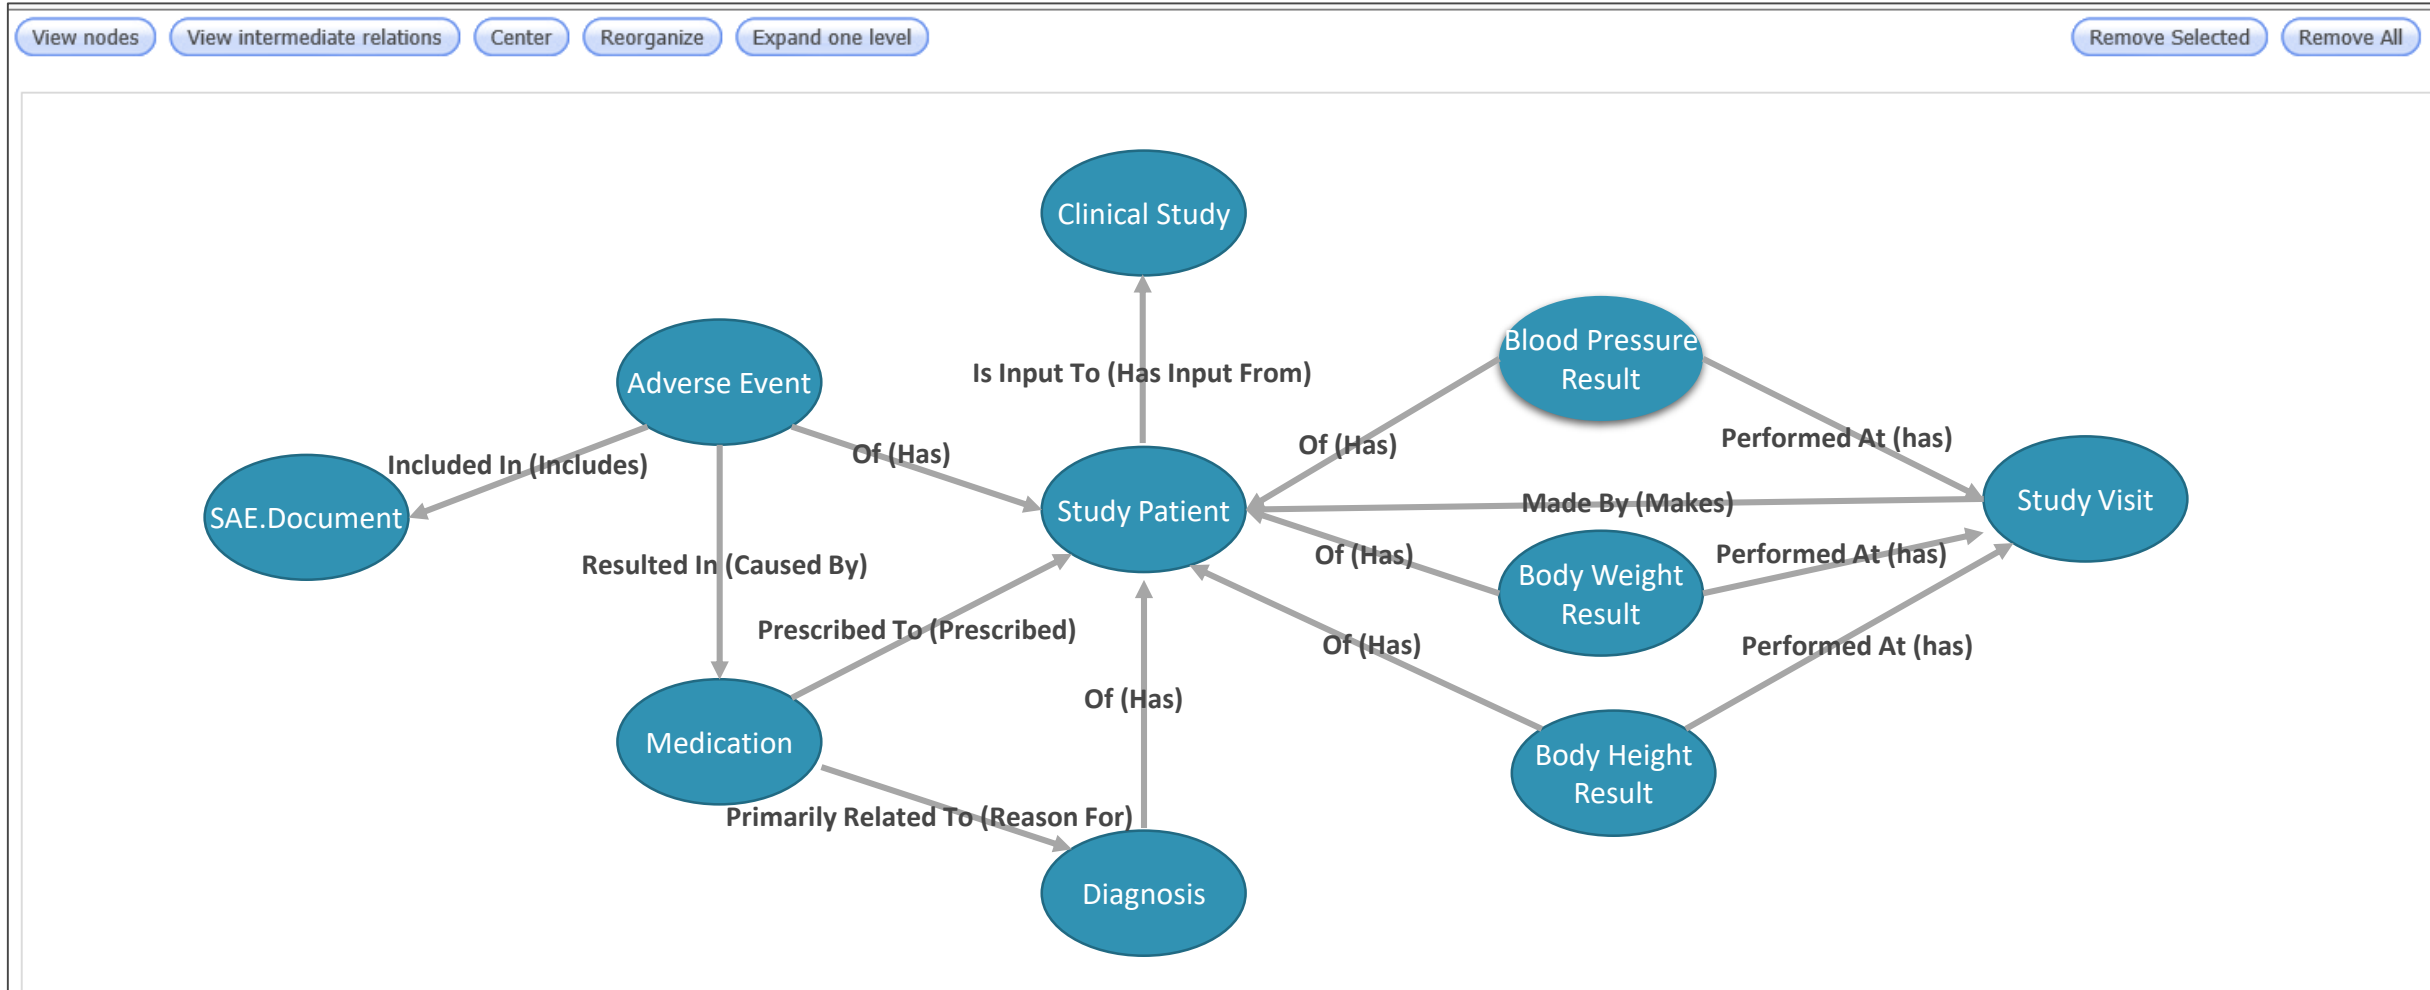 View nodes
View intermediate relations
Center
Reorganize
Expand one level
Remove Selected
Remove All
Clinical Study
Is Input To (Has Input From)
Adverse Event
Blood Pressure
Result
Included In (Includes)
Of (Has)
Of (Has)
Performed At (has)
SAE.Document
Study Patient
Made By (Makes)
Study Visit
Resulted In (Caused By)
Of (Has)
Performed At (has)
Body Weight
Result
Prescribed To (Prescribed)
Of (Has)
Performed At (has)
Of (Has)
Medication
Body Height
Result
Primarily Related To (Reason For)
Diagnosis